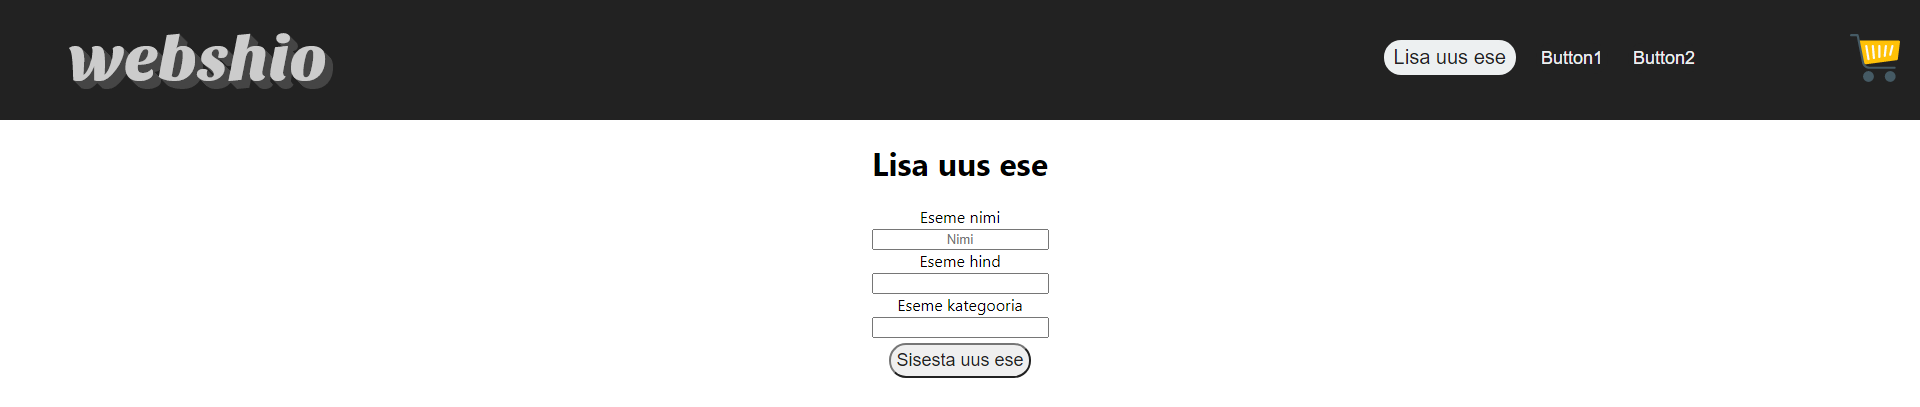 webshio
Lisa uus ese Button1 Button2
Lisa uus ese
Eseme nimi
Nimi
Eseme hind
Eseme kategooria
Sisesta uus ese